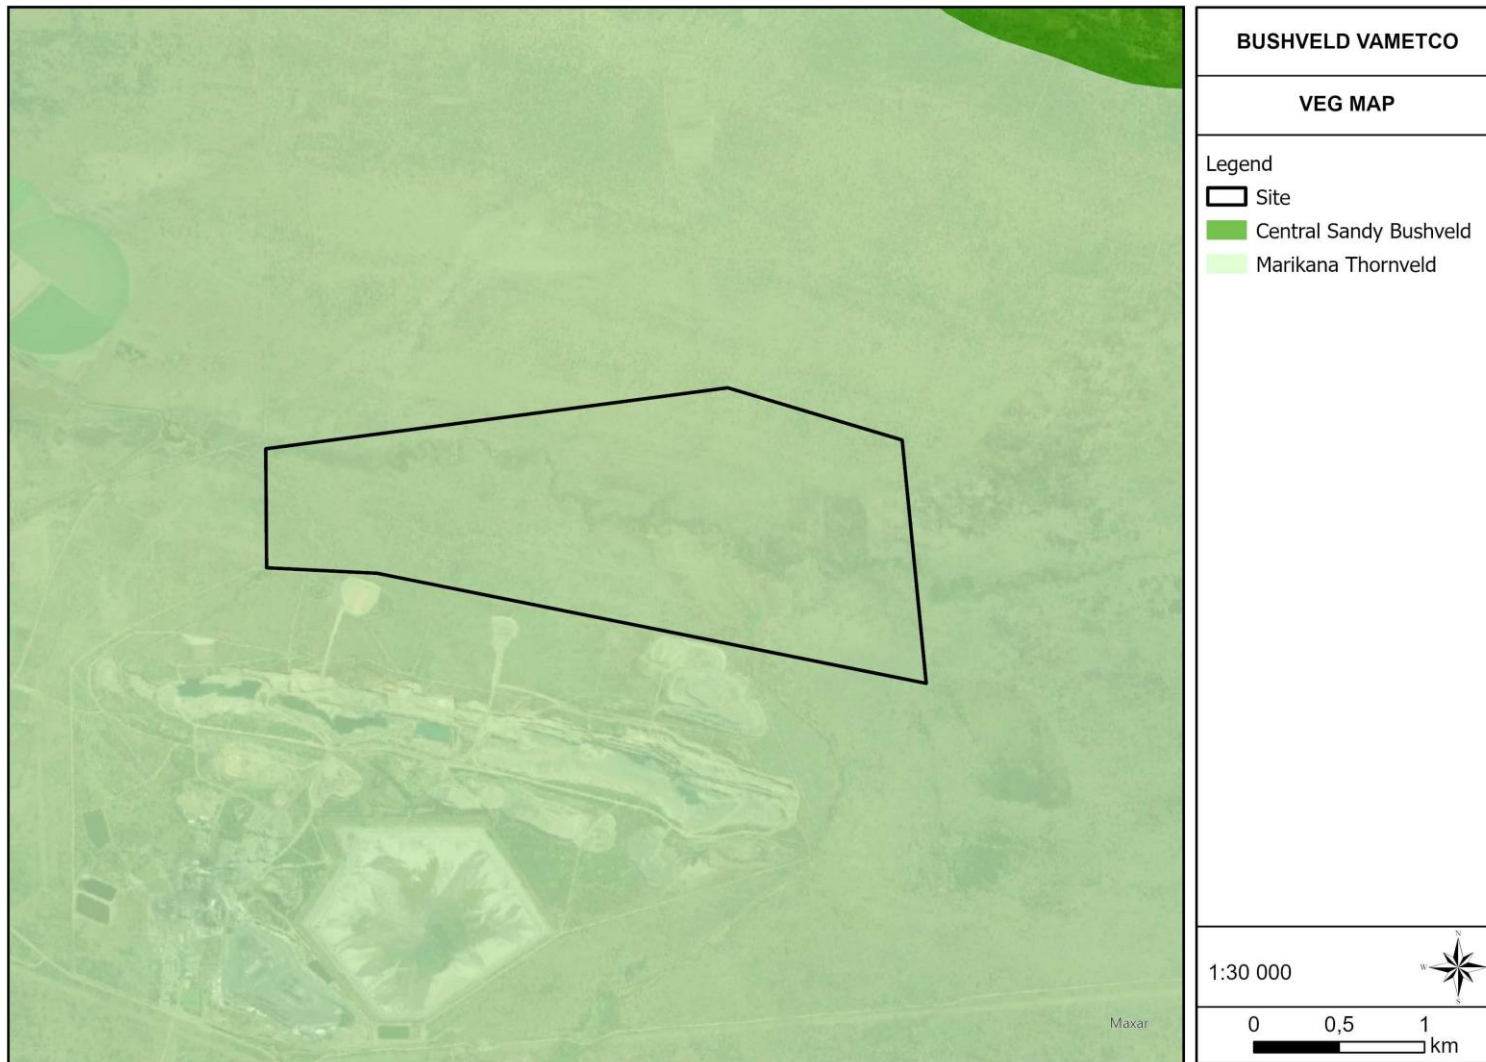 BUSHVELD VAMETCO
VEG MAP
Legend
Site
Central Sandy Bushveld
Marikana Thornveld
Maxar
1:30 000
N
W
S
0 0,5 1
km